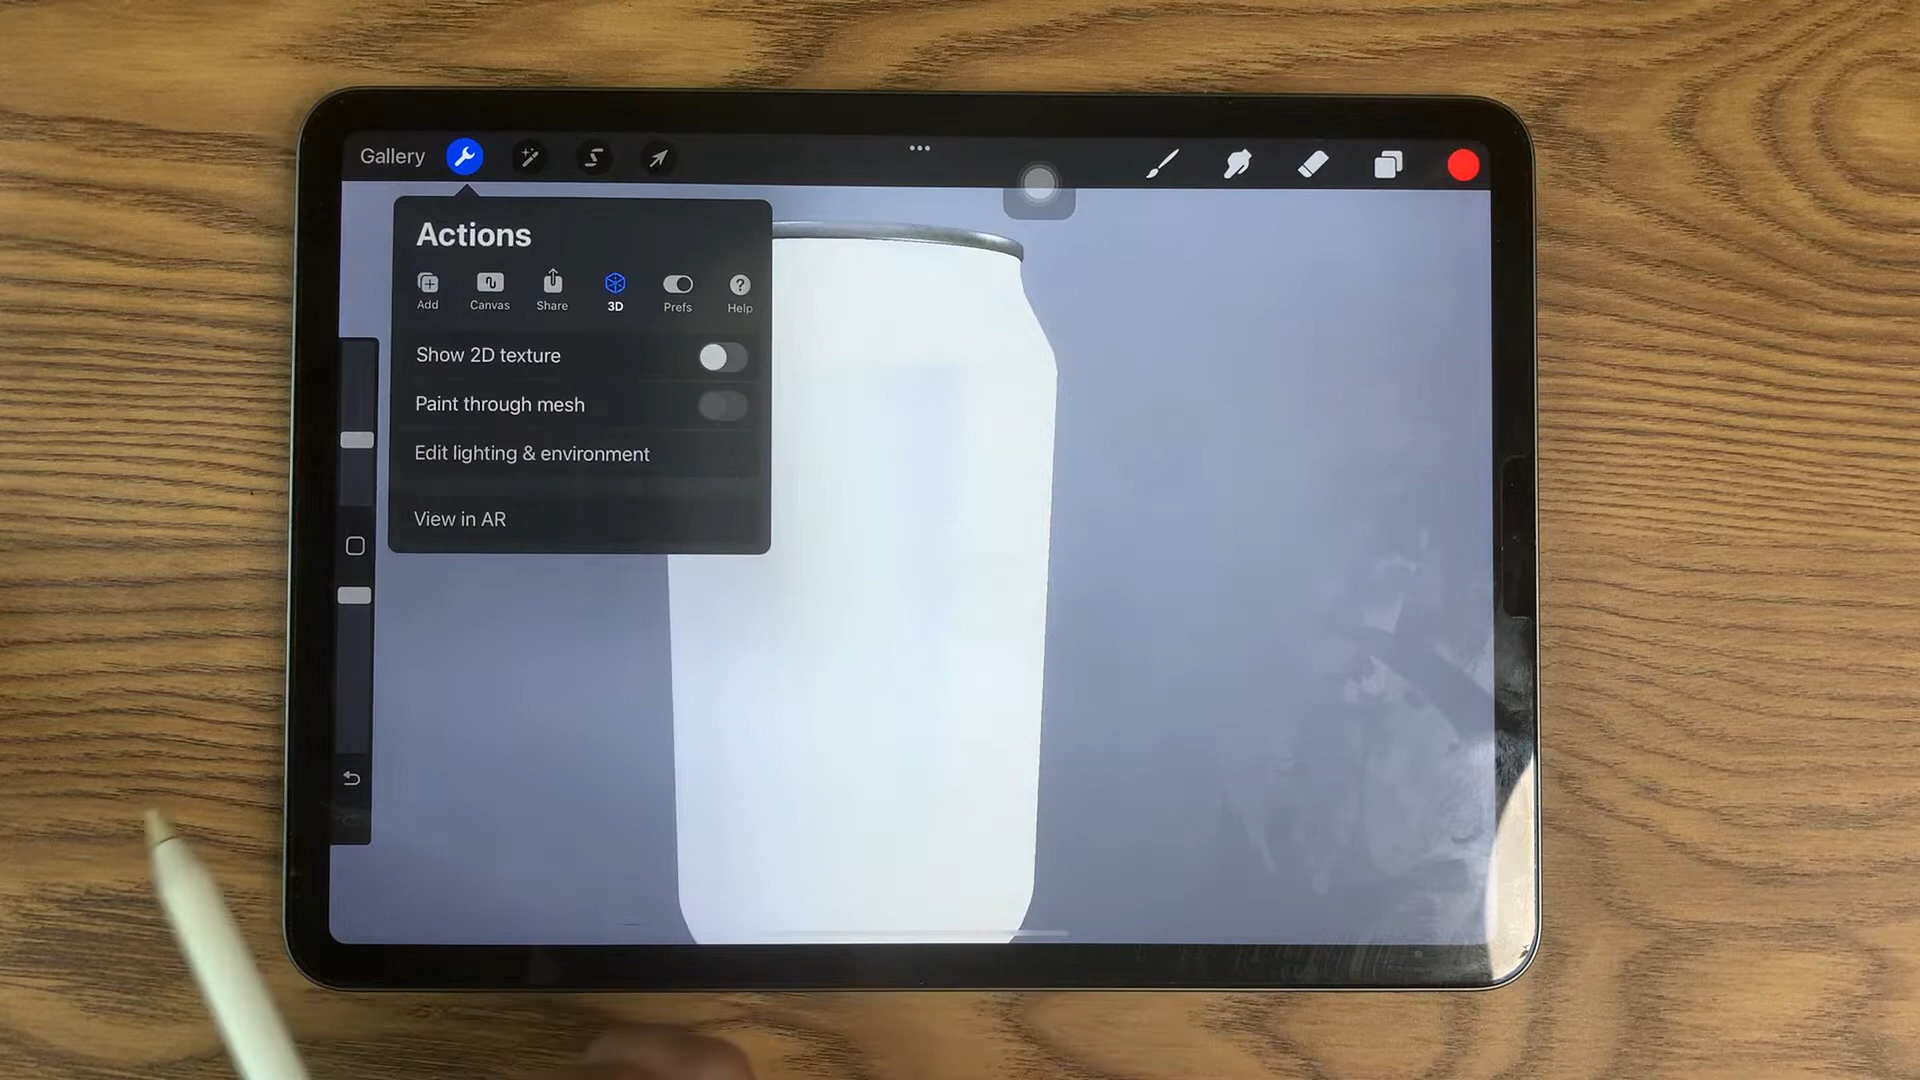 Gallery
Actions
Add Canvas Share 3D Prefs Help
Show 2D texture
Paint through mesh
Edit lighting & environment
View in AR